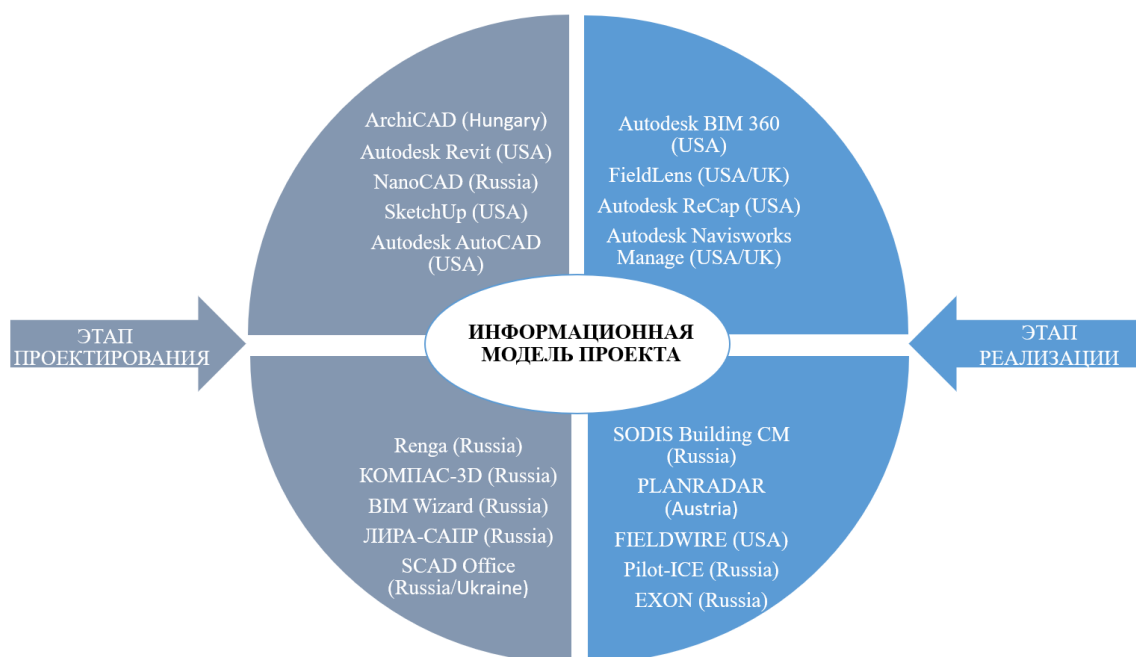 ArchiCAD (Hungary)
Autodesk Revit (USA)
NanoCAD (Russia)
SketchUp (USA)
Autodesk AutoCAD
(USA)
Autodesk BIM 360
(USA)
FieldLens (USA/UK)
Autodesk ReCap (USA)
Autodesk Navisworks
Manage (USA/UK)
ЭТАП
ПРОЕКТИРОВАНИЯ
ИНФОРМАЦИОННАЯ
МОДЕЛЬ ПРОЕКТА
ЭТАП
РЕАЛИЗАЦИИ
Renga (Russia)
КОМПАС-3D (Russia)
BIM Wizard (Russia)
ЛИРА-САПР (Russia)
SCAD Office
(Russia/Ukraine)
SODIS Building CM
(Russia)
PLANRADAR
(Austria)
FIELDWIRE (USA)
Pilot-ICE (Russia)
EXON (Russia)